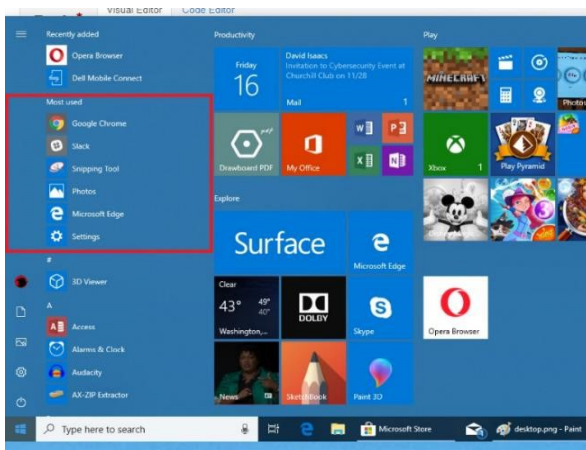 Visual Editor Code Editor
Recently added
Opera Browser
Dell Mobile Connect
Most used
Google Chrome
Slack
Snipping Tool
Photos
Microsoft Edge
Settings
#
3D Viewer
A
Access
Alarms & Clock
Audacity
AX-ZIP Extractor
Productivity
Friday
16
David Isaacs
Invitation to Cybersecurity Event at
Churchill Club on 11/28
Mail 1
Drawboard PDF
My Office
Explore
Surface
Microsoft Edge
Clear
43° 49°
40°
Washington,...
DOLBY
Skype
News
SketchBook
Paint 3D
Play
MINECRAFT
Photos
Xbox 1
Play Pyramid
3
Opera Browser
Type here to search
Microsoft Store
desktop.png - Paint